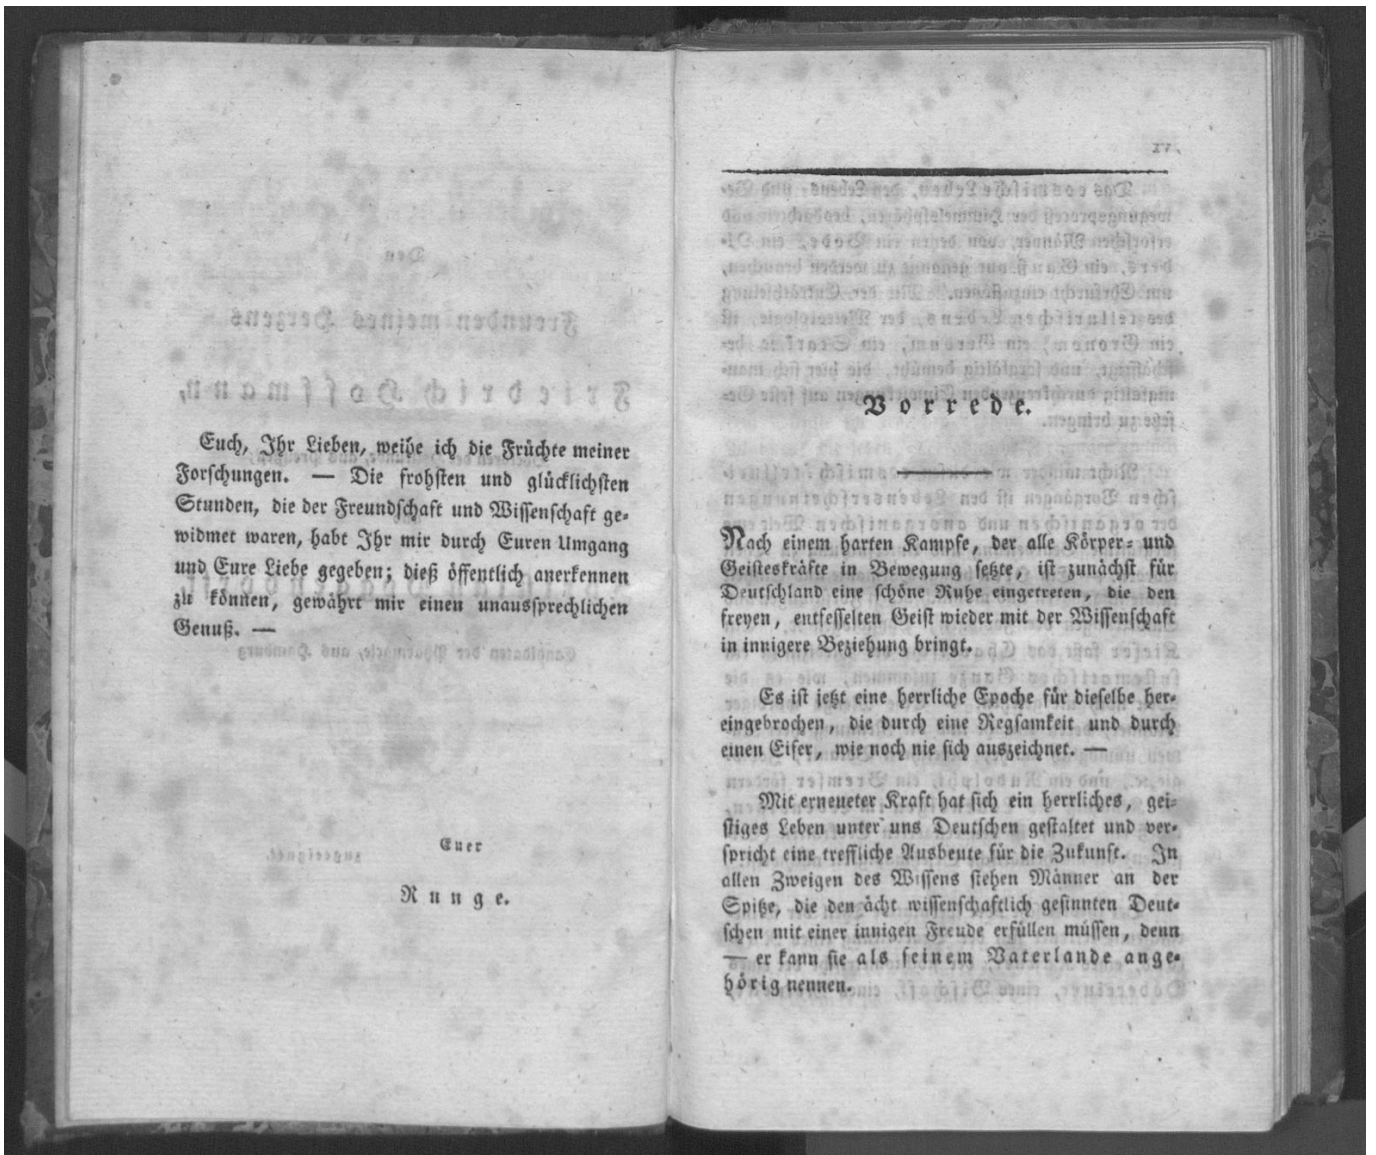 Euch, Ihr Lieben, weihe ich die Früchte meiner
Forschungen. — Die frohsten und glücklichsten
Stunden, die der Freundschaft und Wissenschaft ge-
widmet waren, habt Ihr mir durch Euren Umgang
und Eure Liebe gegeben; dieß öffentlich anerkennen
zu können, gewährt mir einen unaussprechlichen
Genuß. —
Euer
Runge.
Vorrede.
Nach einem harten Kampfe, der alle Körper- und
Geisteskräfte in Bewegung setzte, ist zunächst für
Deutschland eine schöne Ruhe eingetreten, die den
freyen, entfesselten Geist wieder mit der Wissenschaft
in innigere Beziehung bringt.
Es ist jetzt eine herrliche Epoche für dieselbe her-
eingebrochen, die durch eine Regsamkeit und durch
einen Eifer, wie noch nie sich auszeichnet. —
Mit erneueter Kraft hat sich ein herrliches, gei-
stiges Leben unter uns Deutschen gestaltet und ver-
spricht eine treffliche Ausbeute für die Zukunft. In
allen Zweigen des Wissens stehen Männer an der
Spitze, die den ächt wissenschaftlich gesinnten Deut-
schen mit einer innigen Freude erfüllen müssen, denn
— er kann sie als seinem Vaterlande ange-
hörig nennen.